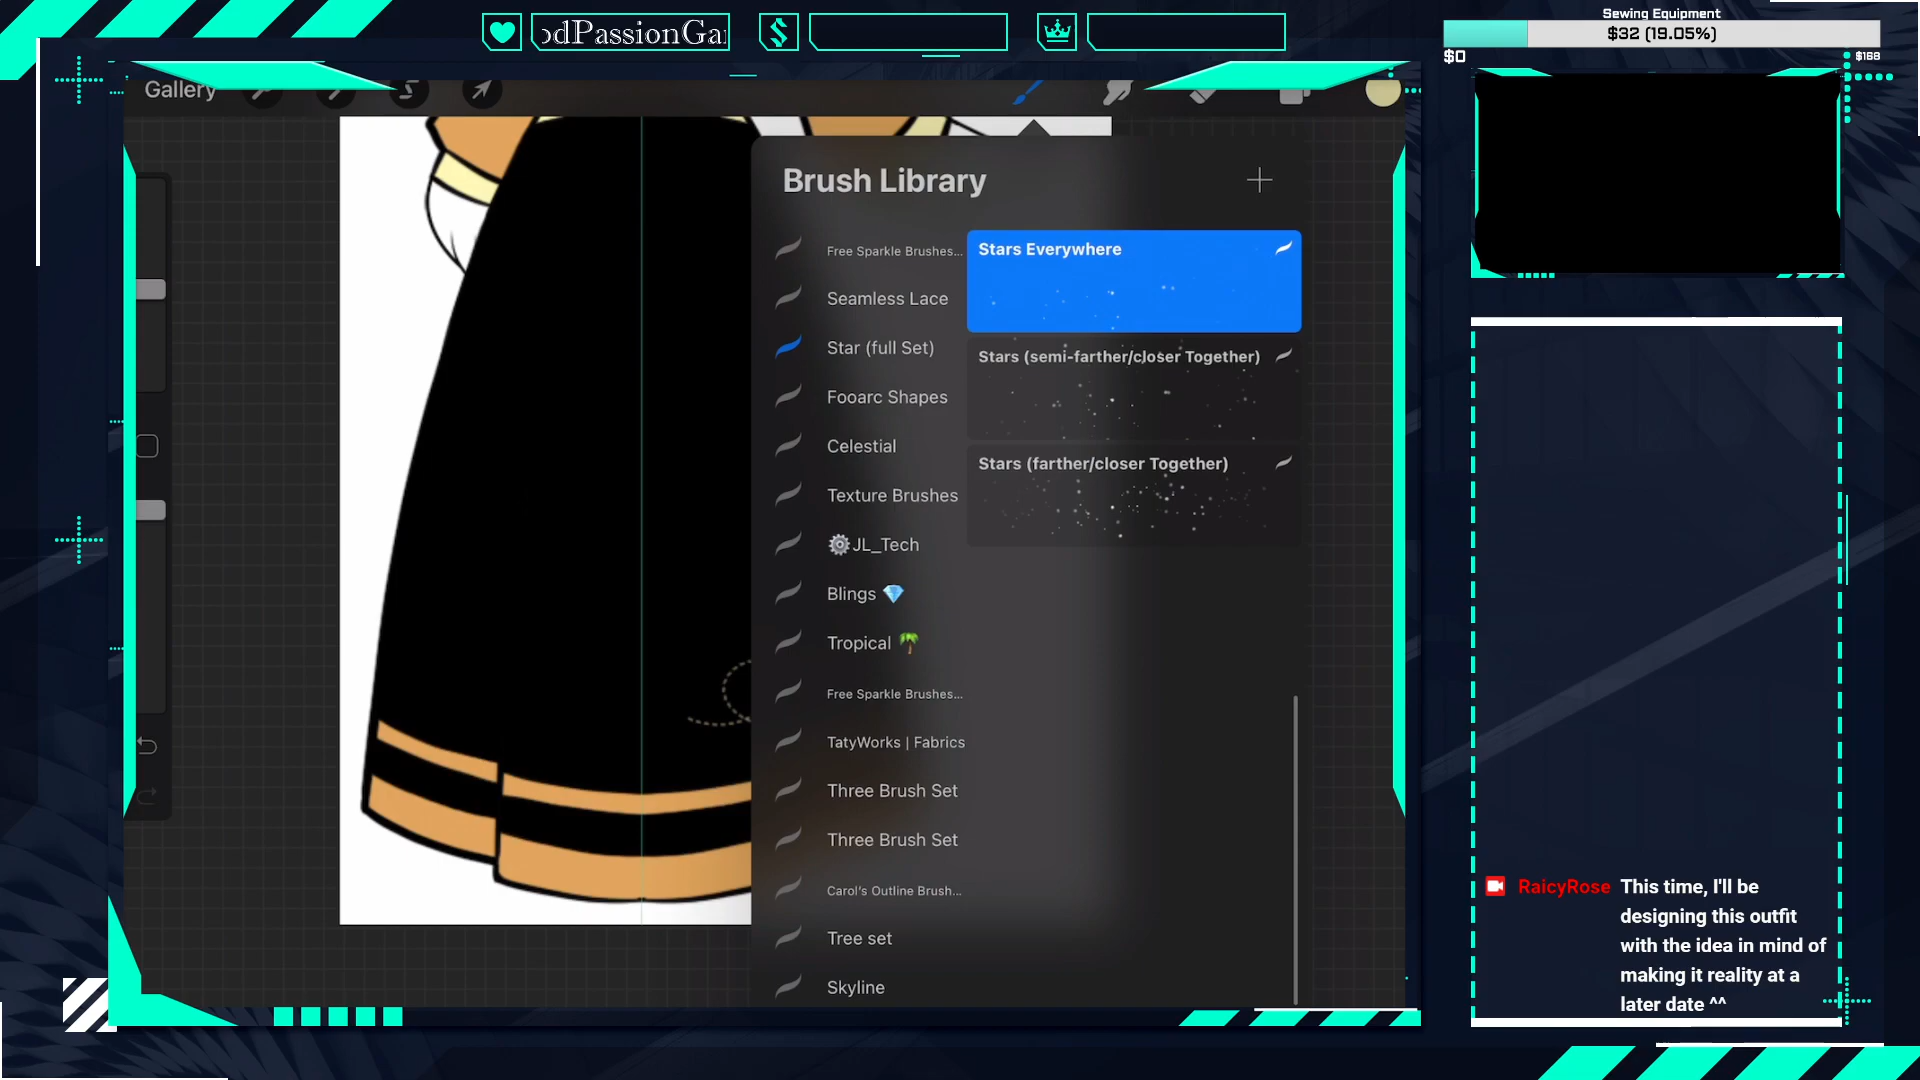 odPassionGa
Sewing Equipment
$32 (19.05%)
$0
$168
Gallery
Brush Library
Free Sparkle Brushes...
Seamless Lace
Star (full Set)
Fooarc Shapes
Celestial
Texture Brushes
⚙️JL_Tech
Blings 💎
Tropical 🌴
Free Sparkle Brushes...
TatyWorks | Fabrics
Three Brush Set
Three Brush Set
Carol's Outline Brush...
Tree set
Skyline
Stars Everywhere
Stars (semi-farther/closer Together)
Stars (farther/closer Together)
RaicyRose This time, I'll be
designing this outfit
with the idea in mind of
making it reality at a
later date ^^